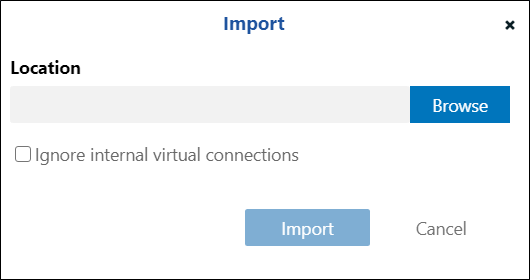 Import
Location
Browse
Ignore internal virtual connections
Import Cancel